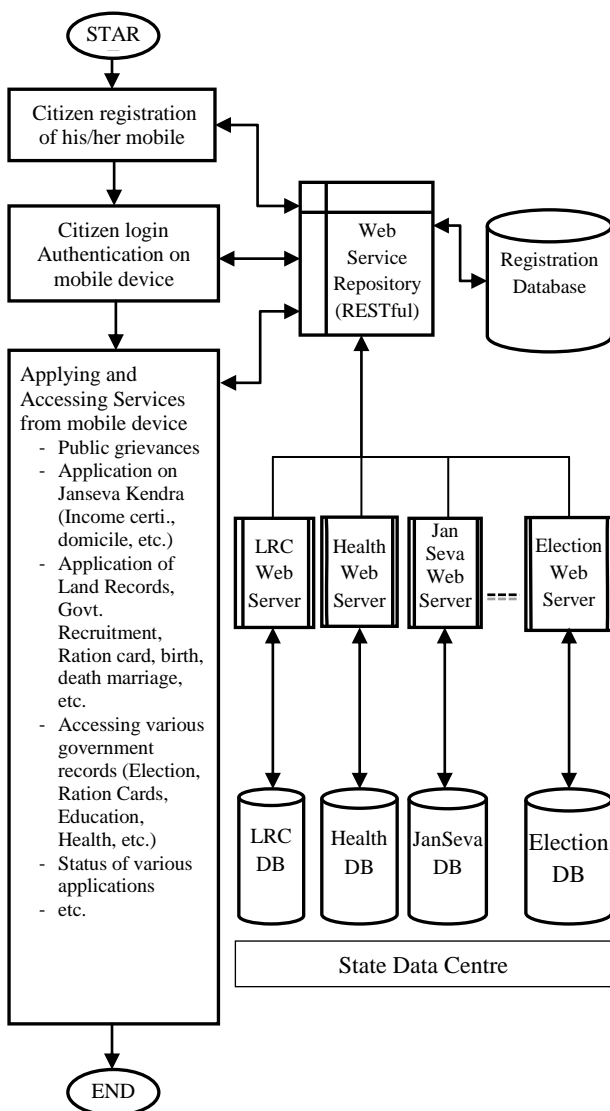 STAR
Citizen registration
of his/her mobile
Citizen login
Authentication on
mobile device
Web
Service
Repository
(RESTful)
Registration
Database
Applying and
Accessing Services
from mobile device
- Public grievances
- Application on
Janseva Kendra
(Income certi.,
domicile, etc.)
- Application of
Land Records,
Govt.
Recruitment,
Ration card, birth,
death marriage,
etc.
- Accessing various
government
records (Election,
Ration Cards,
Education,
Health, etc.)
- Status of various
applications
- etc.
LRC
Web
Server
Health
Web
Server
Jan
Seva
Web
Server
Election
Web
Server
LRC
DB
Health
DB
JanSeva
DB
Election
DB
State Data Centre
END